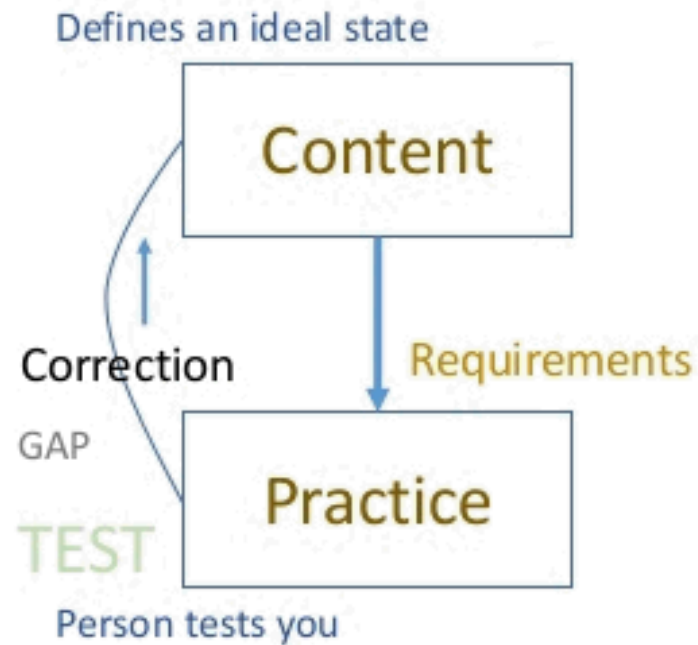 Defines an ideal state
Content
Correction
Requirements
GAP
Practice
TEST
Person tests you